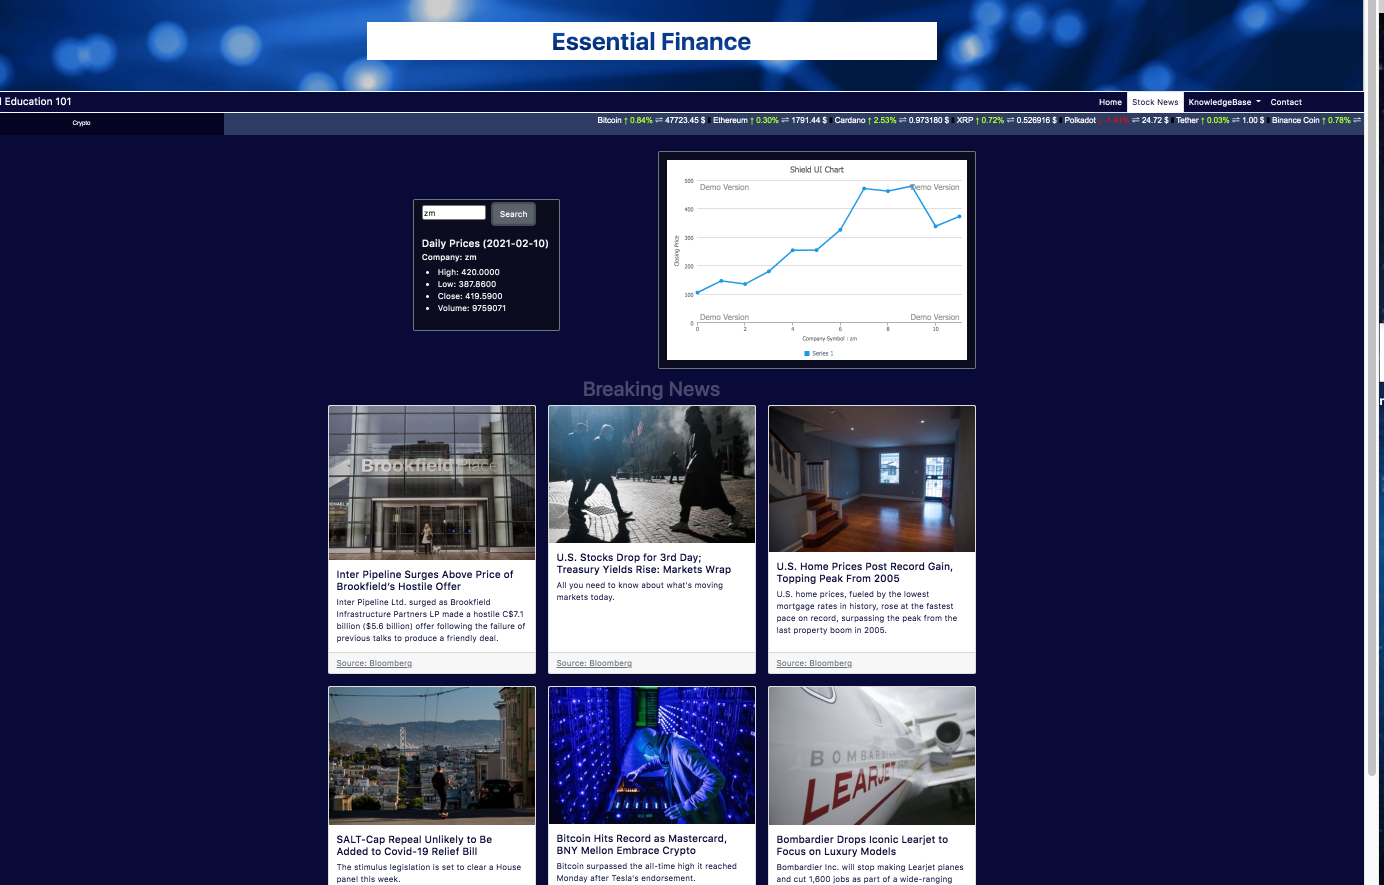 Essential Finance
l Education 101
Home Stock News KnowledgeBase Contact
Crypto
Bitcoin ↑ 0.84% ⇌ 47723.45 $ Ethereum ↑ 0.30% ⇌ 1791.44 $ Cardano ↑ 2.53% ⇌ 0.973180 $ XRP ↑ 0.72% ⇌ 0.526916 $ Polkadot ↓ -1.41% ⇌ 24.72 $ Tether ↑ 0.03% ⇌ 1.00 $ Binance Coin ↑ 0.78% ⇌
zm Search
Daily Prices (2021-02-10)
Company: zm
High: 420.0000
Low: 387.8600
Close: 419.5900
Volume: 9759071
Shield UI Chart
Demo Version Demo Version
500
400
300
200
100
0
Closing Price
Demo Version Demo Version
0 2 4 6 8 10
Company Symbol : zm
Series 1
Breaking News
Brookfield Place
Inter Pipeline Surges Above Price of
Brookfield's Hostile Offer
Inter Pipeline Ltd. surged as Brookfield
Infrastructure Partners LP made a hostile C$7.1
billion ($5.6 billion) offer following the failure of
previous talks to produce a friendly deal.
Source: Bloomberg
U.S. Stocks Drop for 3rd Day;
Treasury Yields Rise: Markets Wrap
All you need to know about what's moving
markets today.
Source: Bloomberg
U.S. Home Prices Post Record Gain,
Topping Peak From 2005
U.S. home prices, fueled by the lowest
mortgage rates in history, rose at the fastest
pace on record, surpassing the peak from the
last property boom in 2005.
Source: Bloomberg
SALT-Cap Repeal Unlikely to Be
Added to Covid-19 Relief Bill
The stimulus legislation is set to clear a House
panel this week.
Bitcoin Hits Record as Mastercard,
BNY Mellon Embrace Crypto
Bitcoin surpassed the all-time high it reached
Monday after Tesla's endorsement.
BOMBARDIER
LEARJET
Bombardier Drops Iconic Learjet to
Focus on Luxury Models
Bombardier Inc. will stop making Learjet planes
and cut 1,600 jobs as part of a wide-ranging